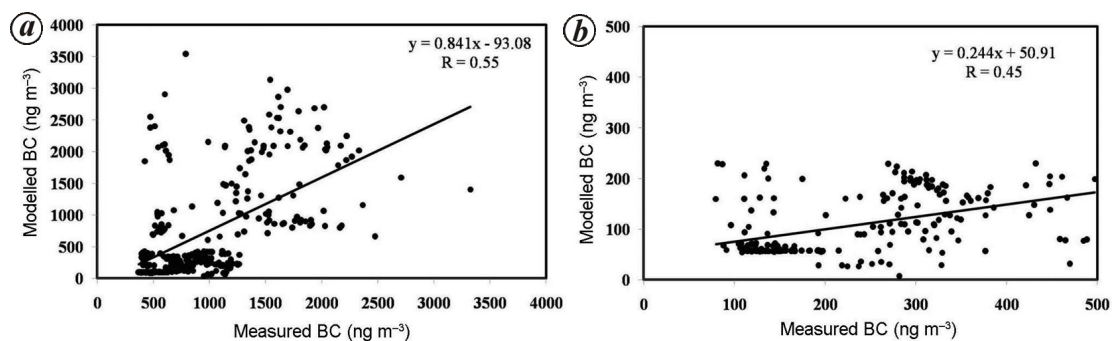 a
y = 0.841x - 93.08
R = 0.55
4000
3500
3000
2500
2000
1500
1000
500
0
Modelled BC (ng m⁻³)
0 500 1000 1500 2000 2500 3000 3500 4000
Measured BC (ng m⁻³)
b
y = 0.244x + 50.91
R = 0.45
500
400
300
200
100
0
Modelled BC (ng m⁻³)
0 100 200 300 400 500
Measured BC (ng m⁻³)